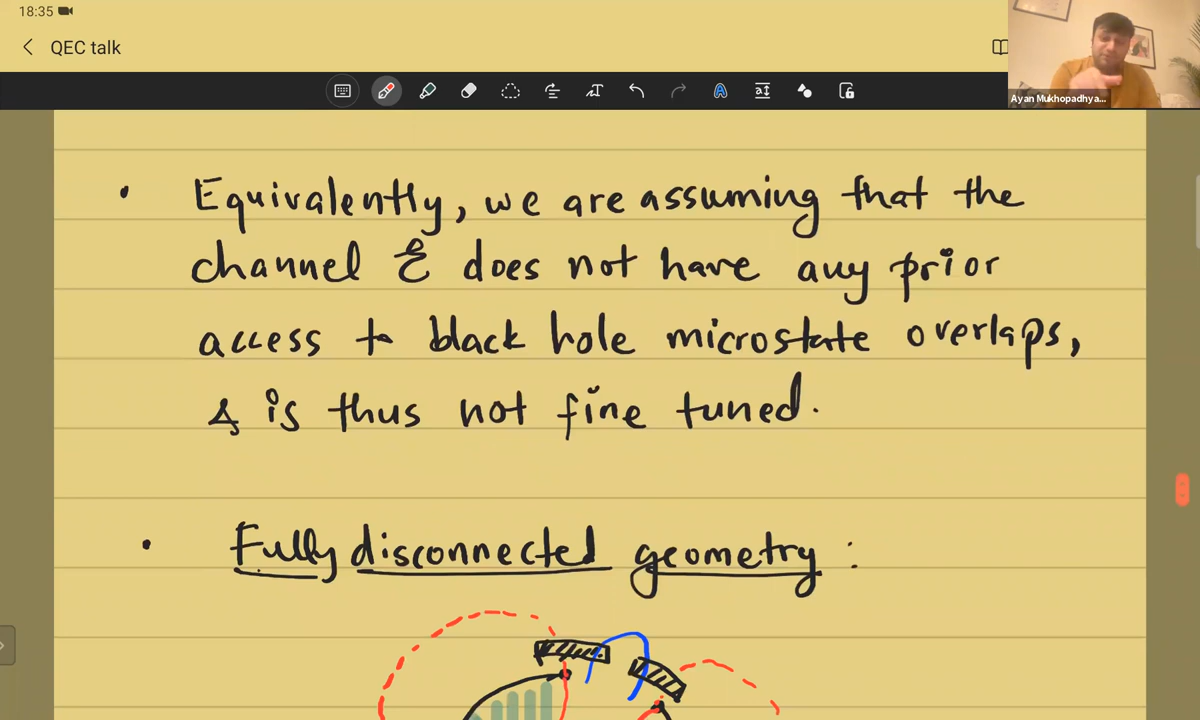 18:35
QEC talk
Ayan Mukhopadhya...
• Equivalently, we are assuming that the
channel ℰ does not have any prior
access to black hole microstate overlaps,
& is thus not fine tuned.
• Fully disconnected geometry :